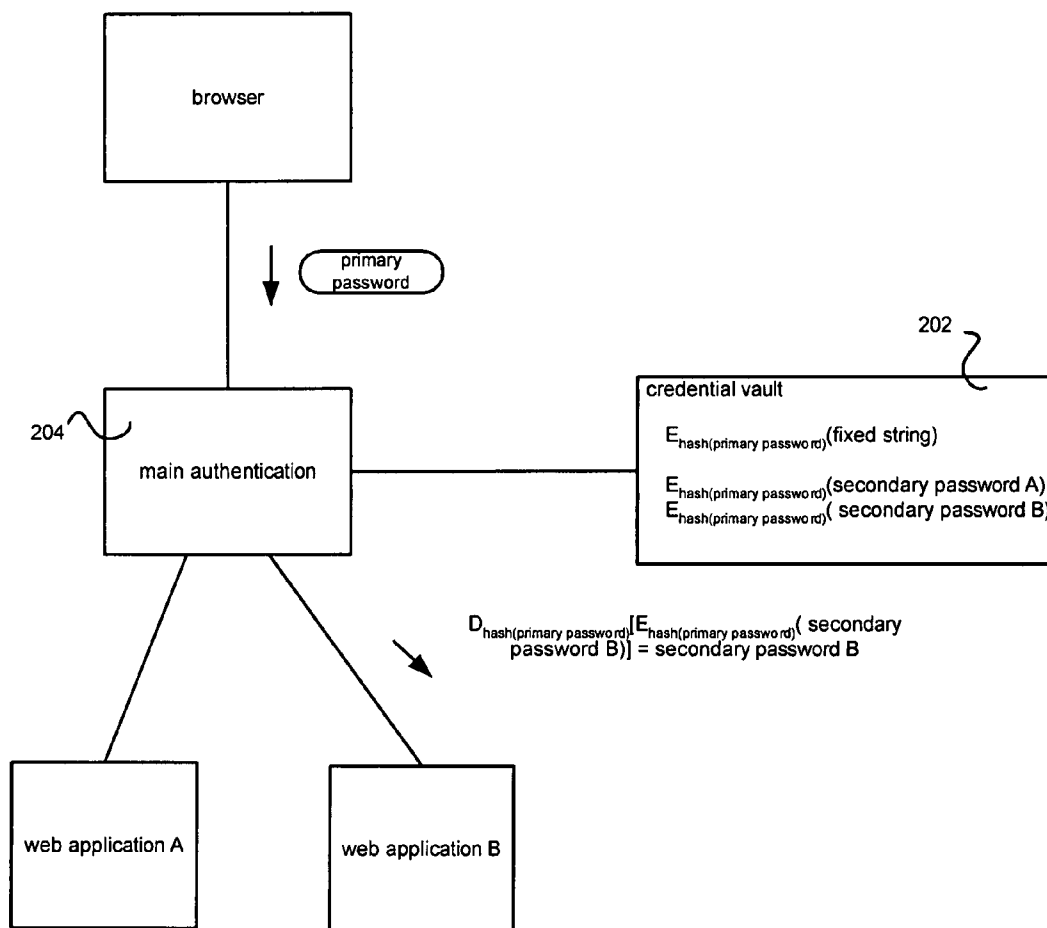 browser
primary
password
202
credential vault
E_hash(primary password)(fixed string)
204
main authentication
E_hash(primary password)(secondary password A)
E_hash(primary password)( secondary password B)
D_hash(primary password)[E_hash(primary password)( secondary
password B)] = secondary password B
web application A
web application B